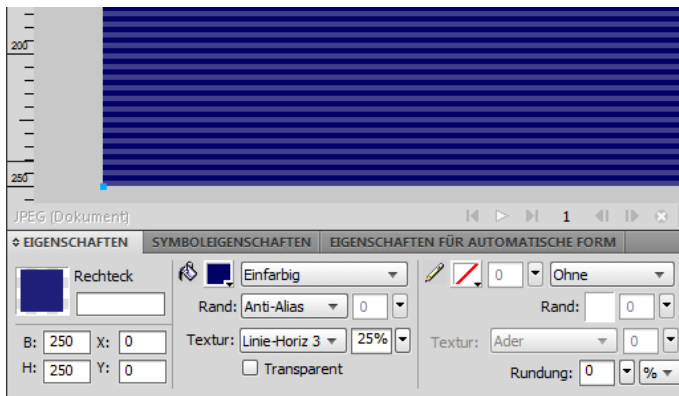 200
250
JPEG (Dokument)
1
EIGENSCHAFTEN SYMBOLEIGENSCHAFTEN EIGENSCHAFTEN FÜR AUTOMATISCHE FORM
Rechteck Einfarbig 0 Ohne
Rand: Anti-Alias 0 Rand: 0
B: 250 X: 0 Textur: Linie-Horiz 3 25% Textur: Ader 0
H: 250 Y: 0 Transparent Rundung: 0 %